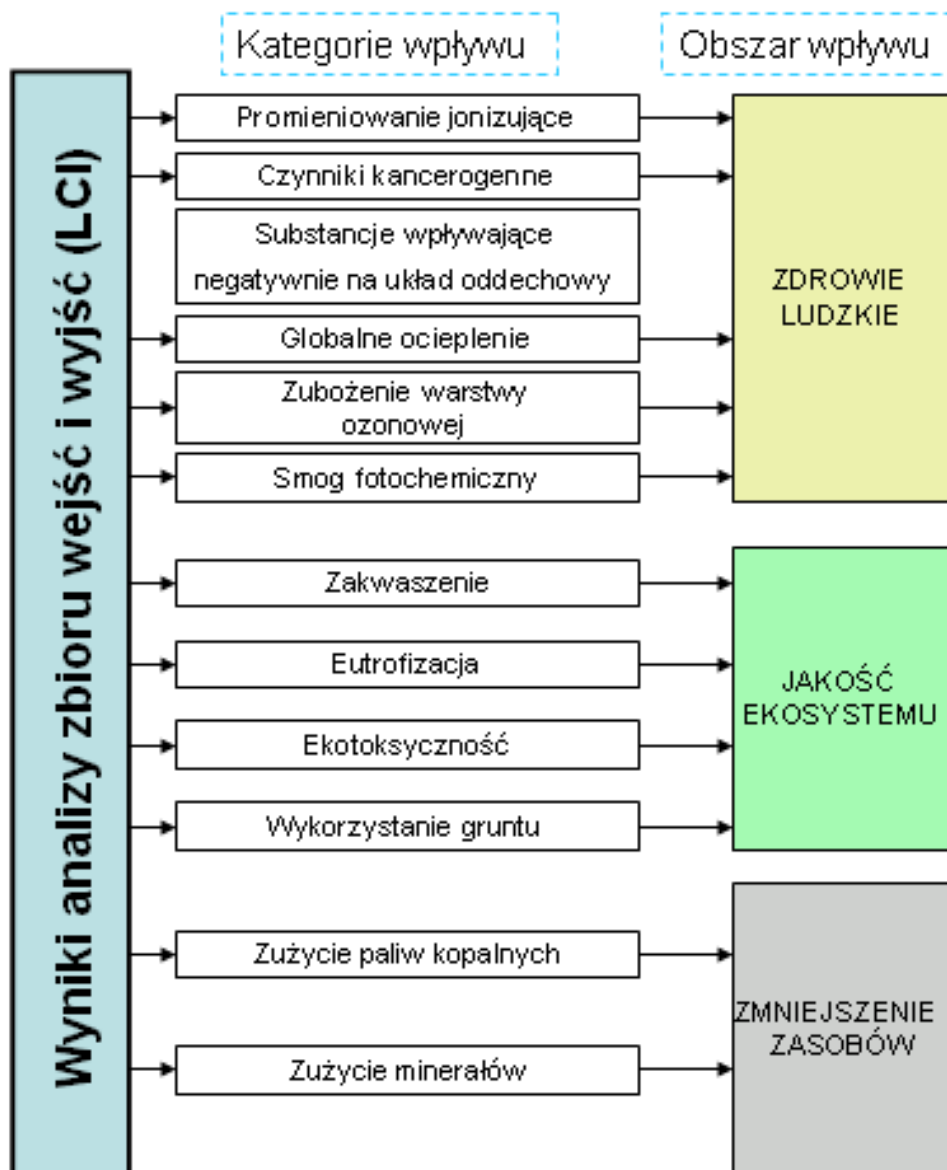 Kategorie wpływu
Obszar wpływu
Wyniki analizy zbioru wejść i wyjść (LCI)
Promieniowanie jonizujące
Czynniki kancerogenne
Substancje wpływające
negatywnie na układ oddechowy
Globalne ocieplenie
Zubożenie warstwy
ozonowej
Smog fotochemiczny
ZDROWIE
LUDZKIE
Zakwaszenie
Eutrofizacja
Ekotoksyczność
Wykorzystanie gruntu
JAKOŚĆ
EKOSYSTEMU
Zużycie paliw kopalnych
Zużycie minerałów
ZMNIEJSZENIE
ZASOBÓW